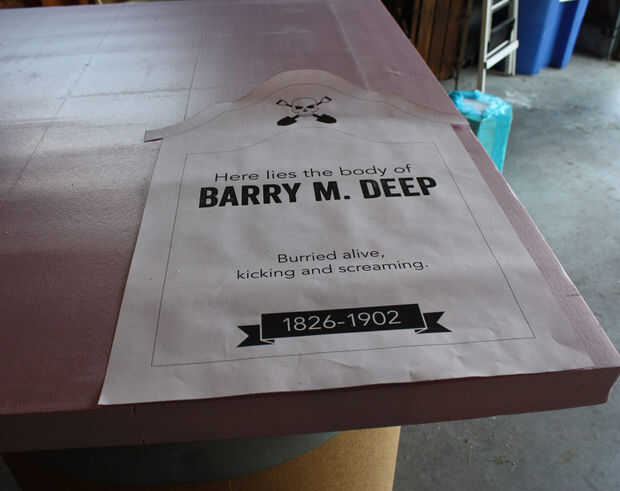 Here lies the body of
BARRY M. DEEP
Burried alive,
kicking and screaming.
1826-1902